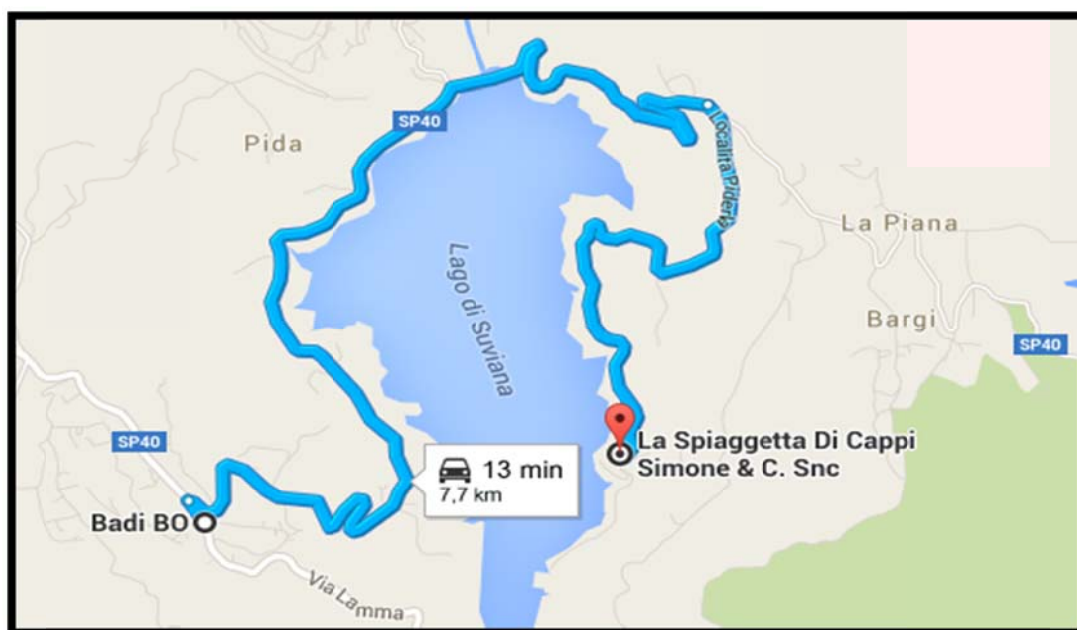 SP40
Pida
Località Piderla
La Piana
Lago di Suviana
Bargi
SP40
SP40
La Spiaggetta Di Cappi
Simone & C. Snc
13 min
7,7 km
Badi BO
Via Lamma